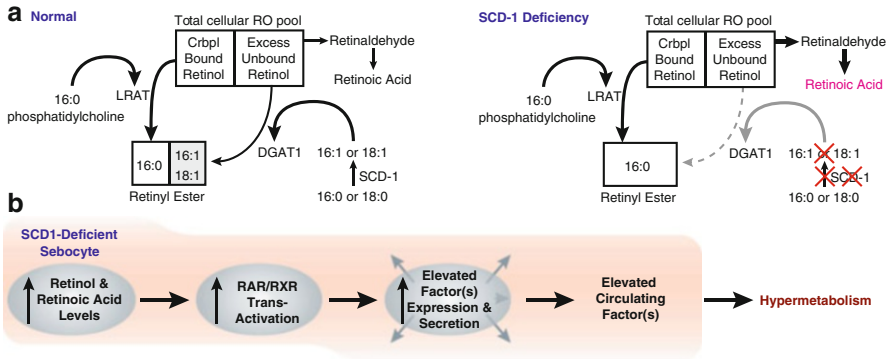 a
Normal
Total cellular RO pool
Crbpl
Bound
Retinol
Excess
Unbound
Retinol
Retinaldehyde
Retinoic Acid
16:0
phosphatidylcholine
LRAT
16:0
16:1
18:1
Retinyl Ester
DGAT1
16:1 or 18:1
SCD-1
16:0 or 18:0
SCD-1 Deficiency
Total cellular RO pool
Crbpl
Bound
Retinol
Excess
Unbound
Retinol
Retinaldehyde
Retinoic Acid
16:0
phosphatidylcholine
LRAT
16:0
Retinyl Ester
DGAT1
16:1 or 18:1
SCD-1
16:0 or 18:0
b
SCD1-Deficient
Sebocyte
Retinol &
Retinoic Acid
Levels
RAR/RXR
Trans-
Activation
Elevated
Factor(s)
Expression &
Secretion
Elevated
Circulating
Factor(s)
Hypermetabolism